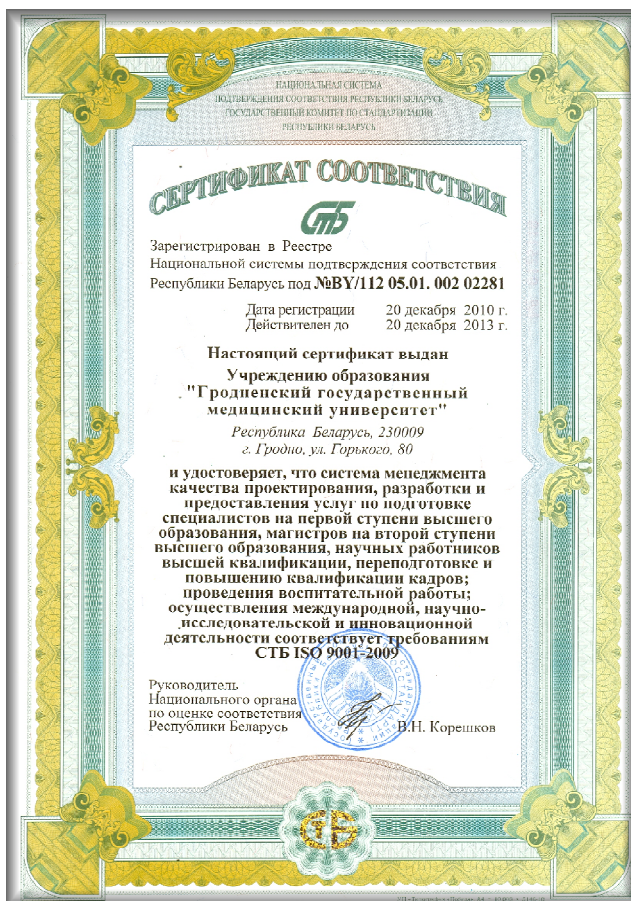 НАЦИОНАЛЬНАЯ СИСТЕМА
ПОДТВЕРЖДЕНИЯ СООТВЕТСТВИЯ РЕСПУБЛИКИ БЕЛАРУСЬ
ГОСУДАРСТВЕННЫЙ КОМИТЕТ ПО СТАНДАРТИЗАЦИИ
РЕСПУБЛИКИ БЕЛАРУСЬ
СЕРТИФИКАТ СООТВЕТСТВИЯ
СТБ
Зарегистрирован в Реестре
Национальной системы подтверждения соответствия
Республики Беларусь под №BY/112 05.01. 002 02281
Дата регистрации 20 декабря 2010 г.
Действителен до 20 декабря 2013 г.
Настоящий сертификат выдан
Учреждению образования
"Гродненский государственный
медицинский университет"
Республика Беларусь, 230009
г. Гродно, ул. Горького, 80
и удостоверяет, что система менеджмента
качества проектирования, разработки и
предоставления услуг по подготовке
специалистов на первой ступени высшего
образования, магистров на второй ступени
высшего образования, научных работников
высшей квалификации, переподготовке и
повышению квалификации кадров;
проведения воспитательной работы;
осуществления международной, научно-
исследовательской и инновационной
деятельности соответствует требованиям
СТБ ISO 9001-2009
Руководитель
Национального органа
по оценке соответствия
Республики Беларусь В.Н. Корешков
СТБ